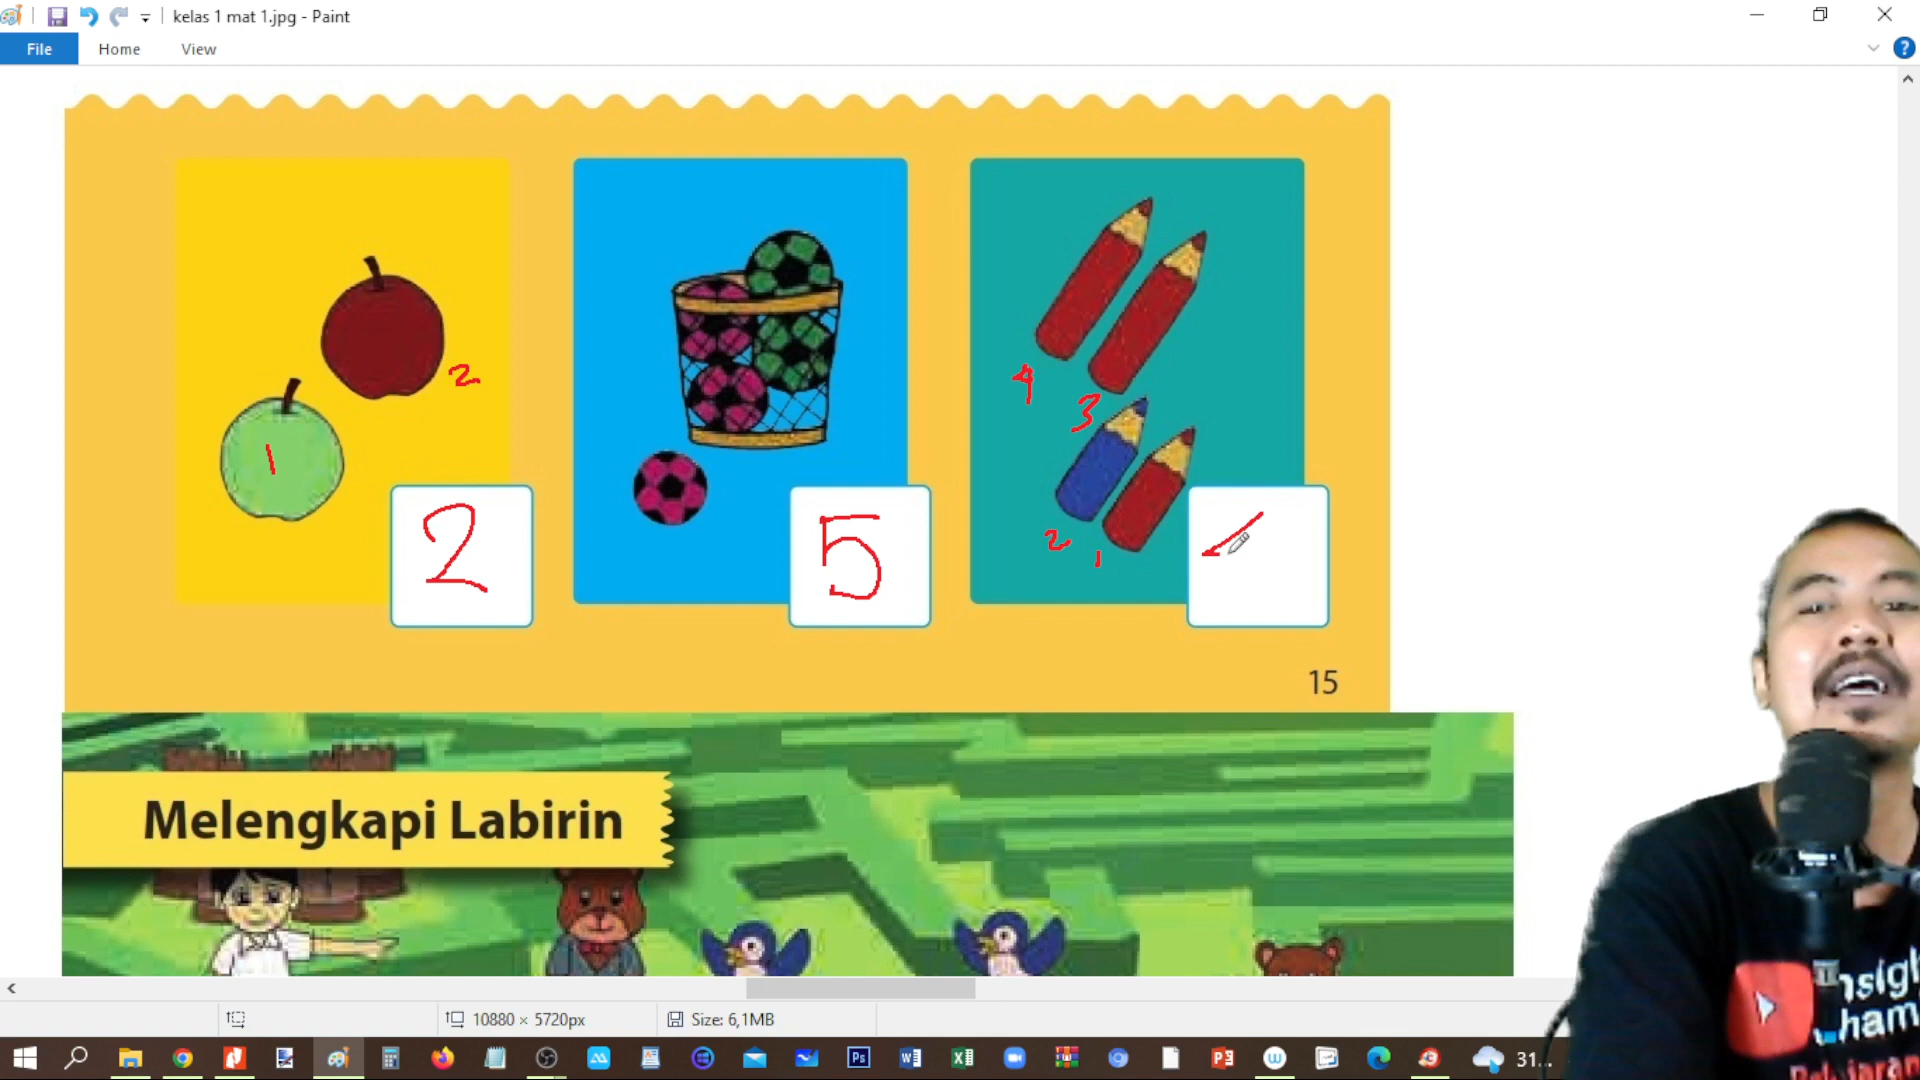 kelas 1 mat 1.jpg - Paint
File
Home
View
1
2
2
5
4
3
2
1
15
Melengkapi Labirin
10880 × 5720px
Size: 6,1MB
31...